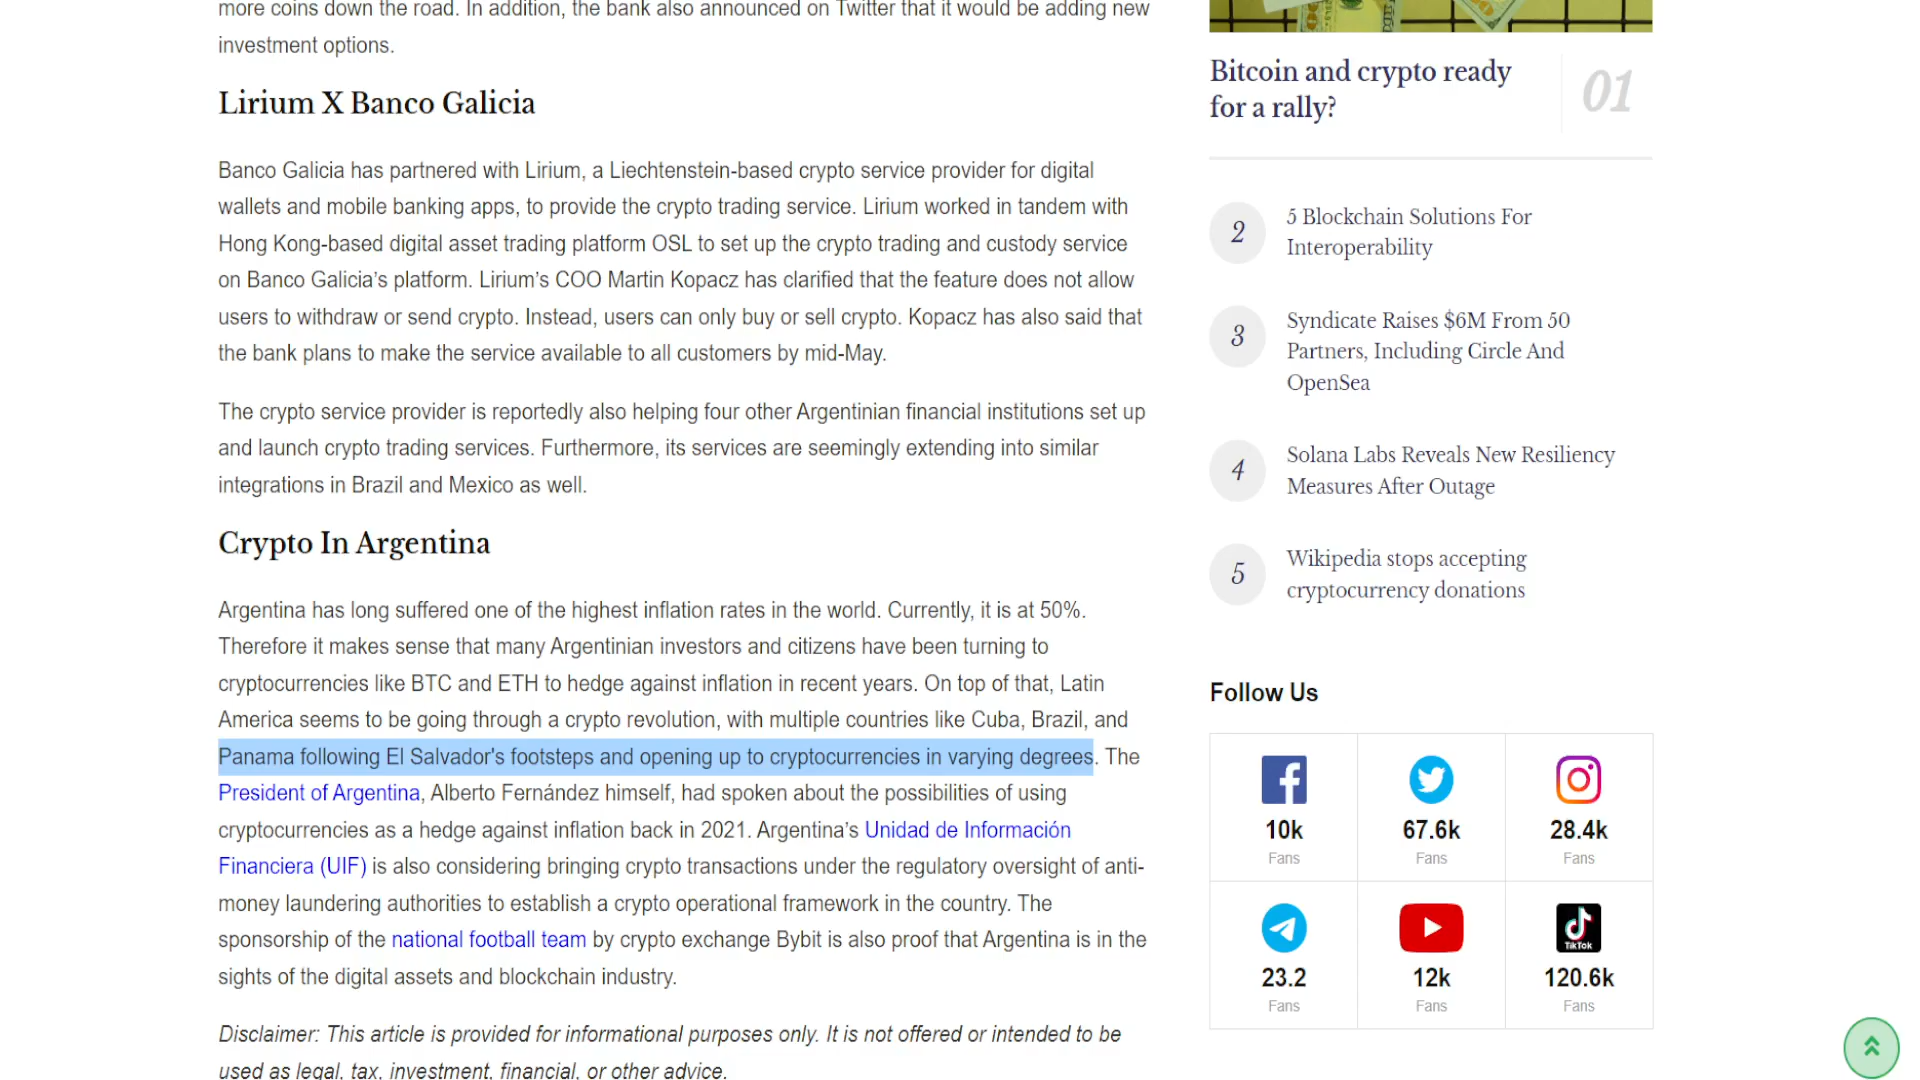 more coins down the road. In addition, the bank also announced on Twitter that it would be adding new
investment options.
Lirium X Banco Galicia
Banco Galicia has partnered with Lirium, a Liechtenstein-based crypto service provider for digital
wallets and mobile banking apps, to provide the crypto trading service. Lirium worked in tandem with
Hong Kong-based digital asset trading platform OSL to set up the crypto trading and custody service
on Banco Galicia’s platform. Lirium’s COO Martin Kopacz has clarified that the feature does not allow
users to withdraw or send crypto. Instead, users can only buy or sell crypto. Kopacz has also said that
the bank plans to make the service available to all customers by mid-May.
The crypto service provider is reportedly also helping four other Argentinian financial institutions set up
and launch crypto trading services. Furthermore, its services are seemingly extending into similar
integrations in Brazil and Mexico as well.
Crypto In Argentina
Argentina has long suffered one of the highest inflation rates in the world. Currently, it is at 50%.
Therefore it makes sense that many Argentinian investors and citizens have been turning to
cryptocurrencies like BTC and ETH to hedge against inflation in recent years. On top of that, Latin
America seems to be going through a crypto revolution, with multiple countries like Cuba, Brazil, and
Panama following El Salvador's footsteps and opening up to cryptocurrencies in varying degrees. The
President of Argentina, Alberto Fernández himself, had spoken about the possibilities of using
cryptocurrencies as a hedge against inflation back in 2021. Argentina’s Unidad de Información
Financiera (UIF) is also considering bringing crypto transactions under the regulatory oversight of anti-
money laundering authorities to establish a crypto operational framework in the country. The
sponsorship of the national football team by crypto exchange Bybit is also proof that Argentina is in the
sights of the digital assets and blockchain industry.
Disclaimer: This article is provided for informational purposes only. It is not offered or intended to be
used as legal, tax, investment, financial, or other advice.
Bitcoin and crypto ready
for a rally?
01
2
5 Blockchain Solutions For
Interoperability
3
Syndicate Raises $6M From 50
Partners, Including Circle And
OpenSea
4
Solana Labs Reveals New Resiliency
Measures After Outage
5
Wikipedia stops accepting
cryptocurrency donations
Follow Us
10k 67.6k 28.4k
Fans Fans Fans
TikTok
23.2 12k 120.6k
Fans Fans Fans